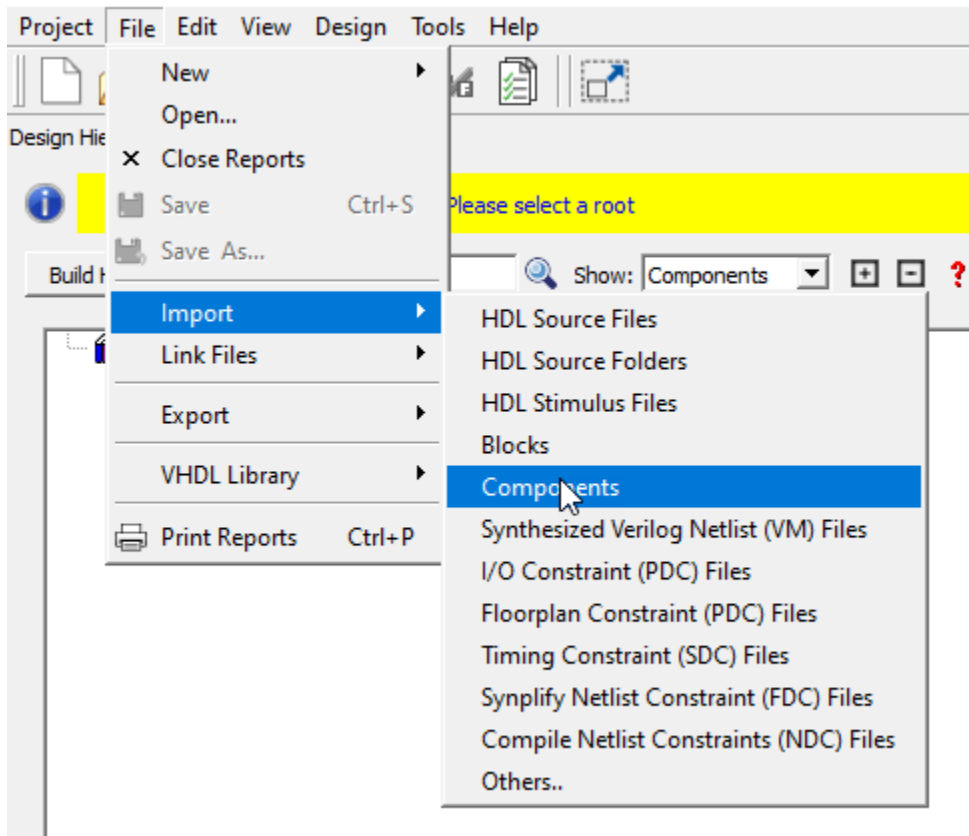 Project File Edit View Design Tools Help
New
Open...
Design Hie
Close Reports
Save Ctrl+S
Please select a root
Save As...
Build H
Show: Components
Import
HDL Source Files
Link Files
HDL Source Folders
HDL Stimulus Files
Export
Blocks
VHDL Library
Components
Print Reports Ctrl+P
Synthesized Verilog Netlist (VM) Files
I/O Constraint (PDC) Files
Floorplan Constraint (PDC) Files
Timing Constraint (SDC) Files
Synplify Netlist Constraint (FDC) Files
Compile Netlist Constraints (NDC) Files
Others..